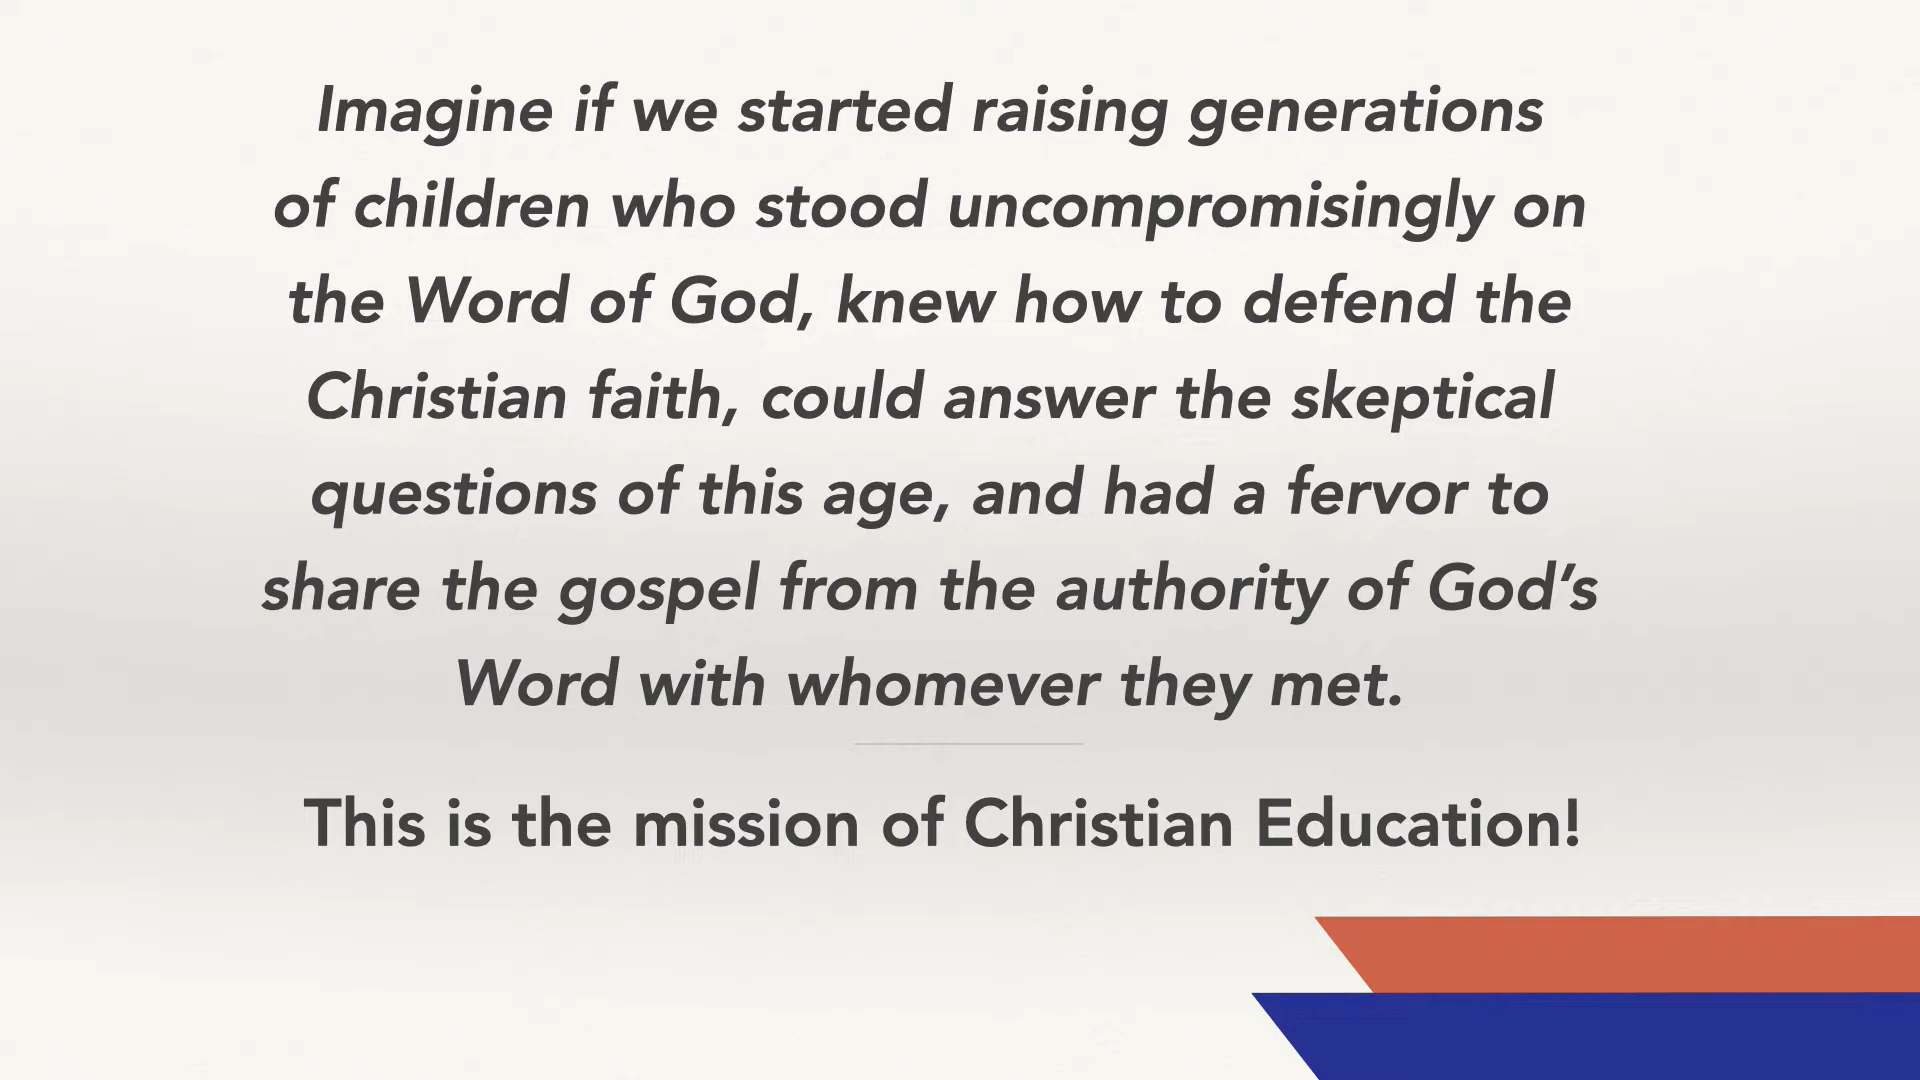 Imagine if we started raising generations
of children who stood uncompromisingly on
the Word of God, knew how to defend the
Christian faith, could answer the skeptical
questions of this age, and had a fervor to
share the gospel from the authority of God’s
Word with whomever they met.
This is the mission of Christian Education!